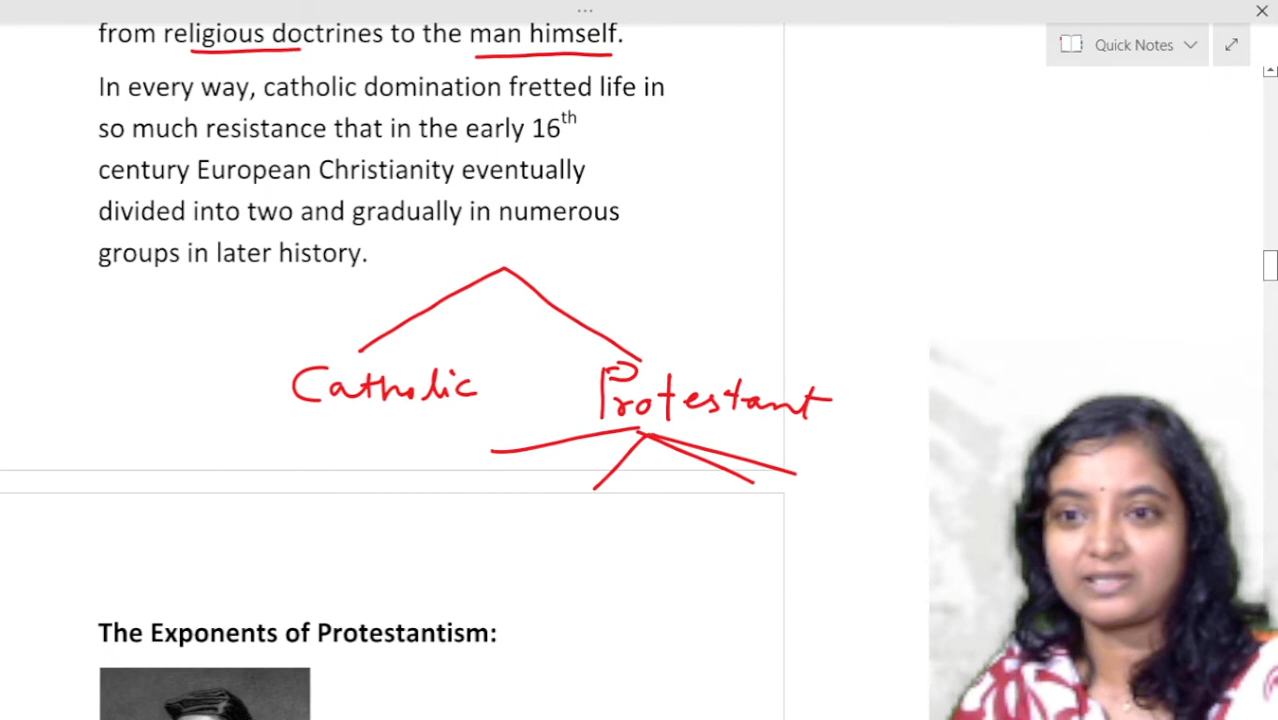 from religious doctrines to the man himself.
Quick Notes
In every way, catholic domination fretted life in
so much resistance that in the early 16th
century European Christianity eventually
divided into two and gradually in numerous
groups in later history.
Catholic Protestant
The Exponents of Protestantism: